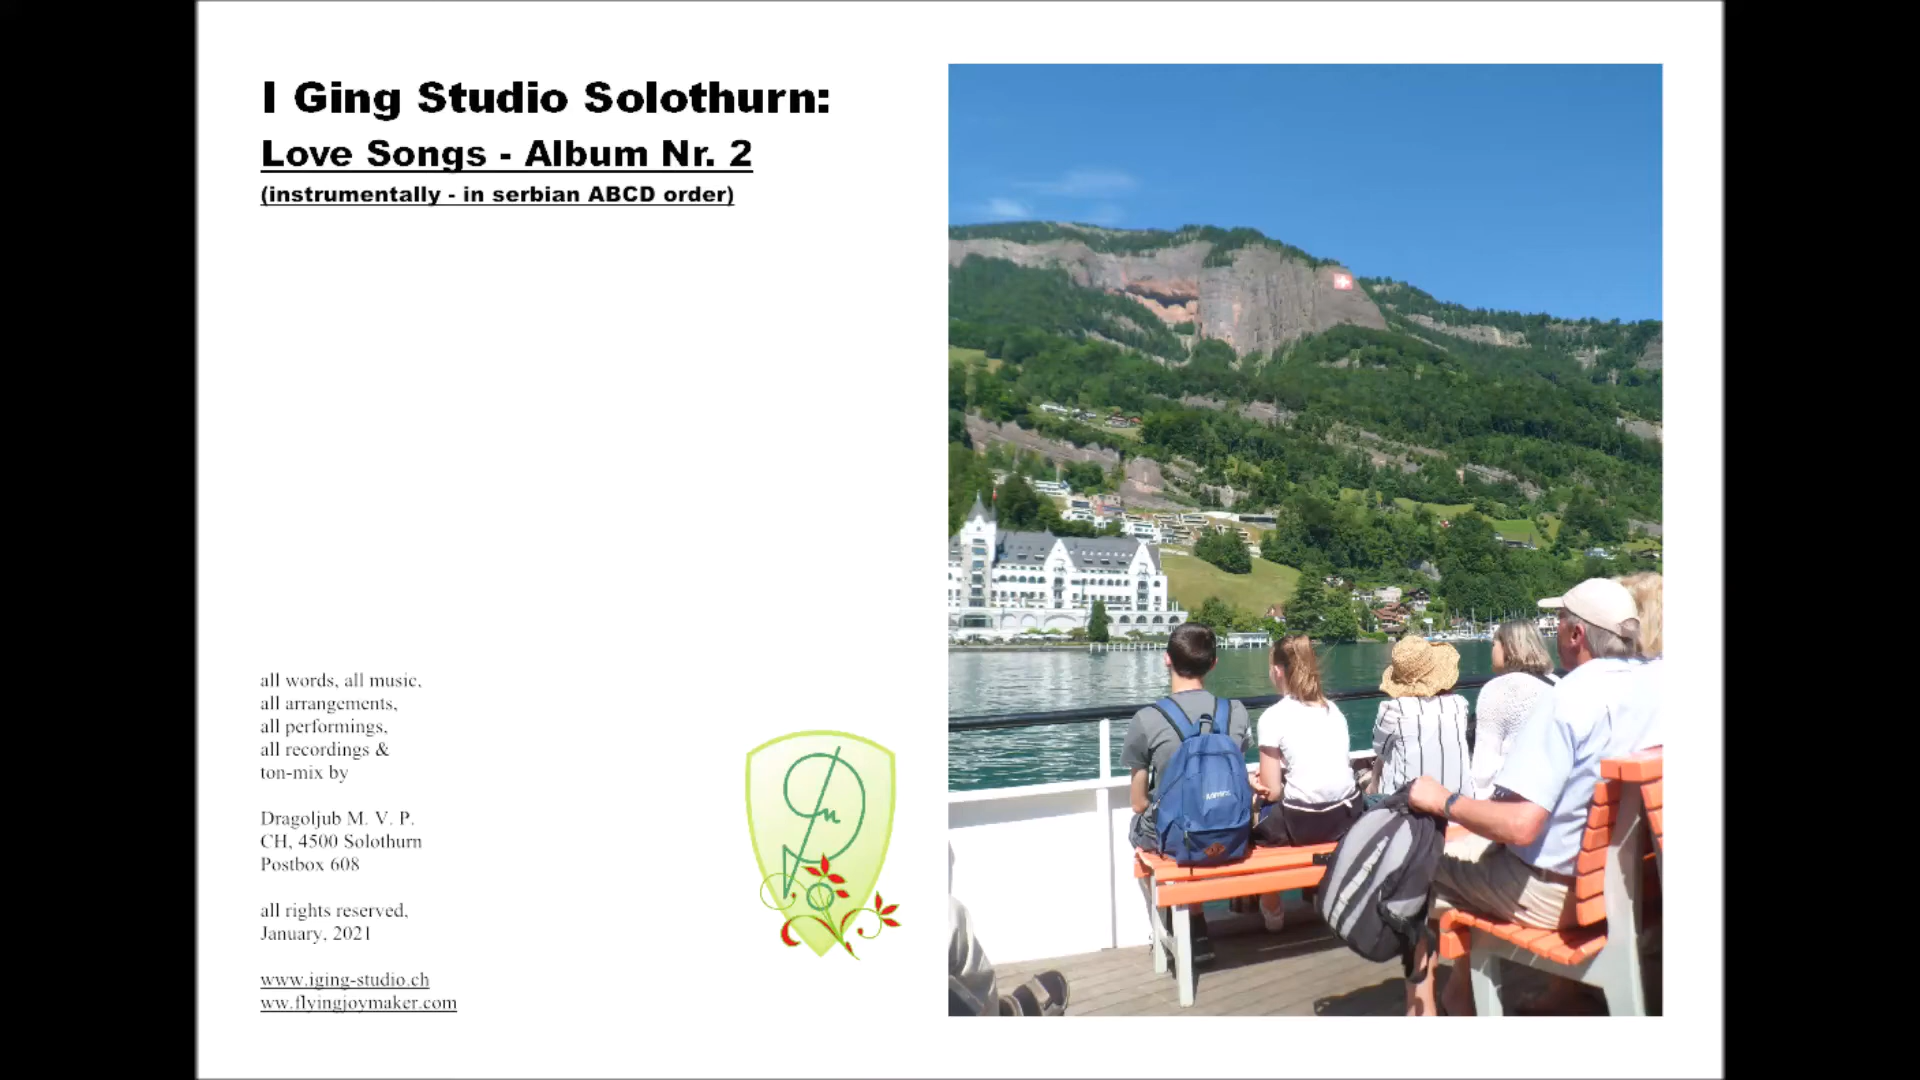 I Ging Studio Solothurn:
Love Songs - Album Nr. 2
(instrumentally - in serbian ABCD order)
all words, all music,
all arrangements,
all performings,
all recordings &
ton-mix by
Dragoljub M. V. P.
CH, 4500 Solothurn
Postbox 608
all rights reserved,
January, 2021
www.iging-studio.ch
ww.flyingjoymaker.com